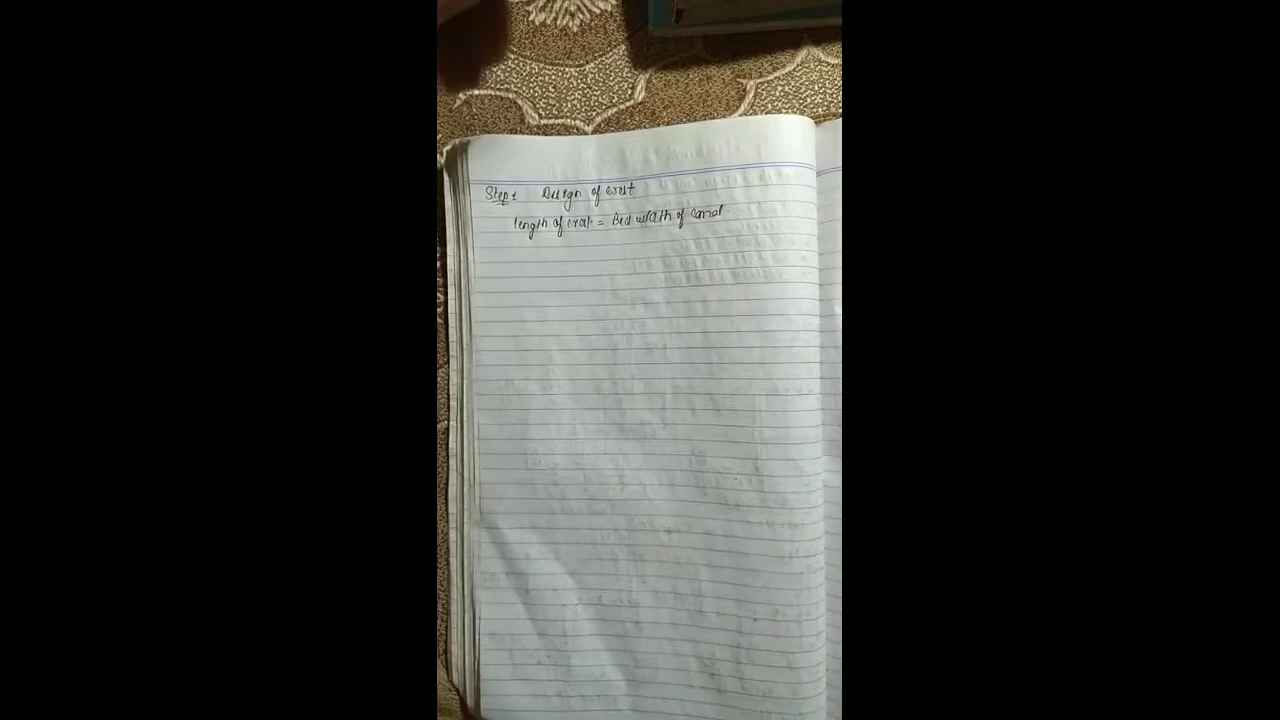 Step 1 Design of crest
length of crest = Bed width of canal.